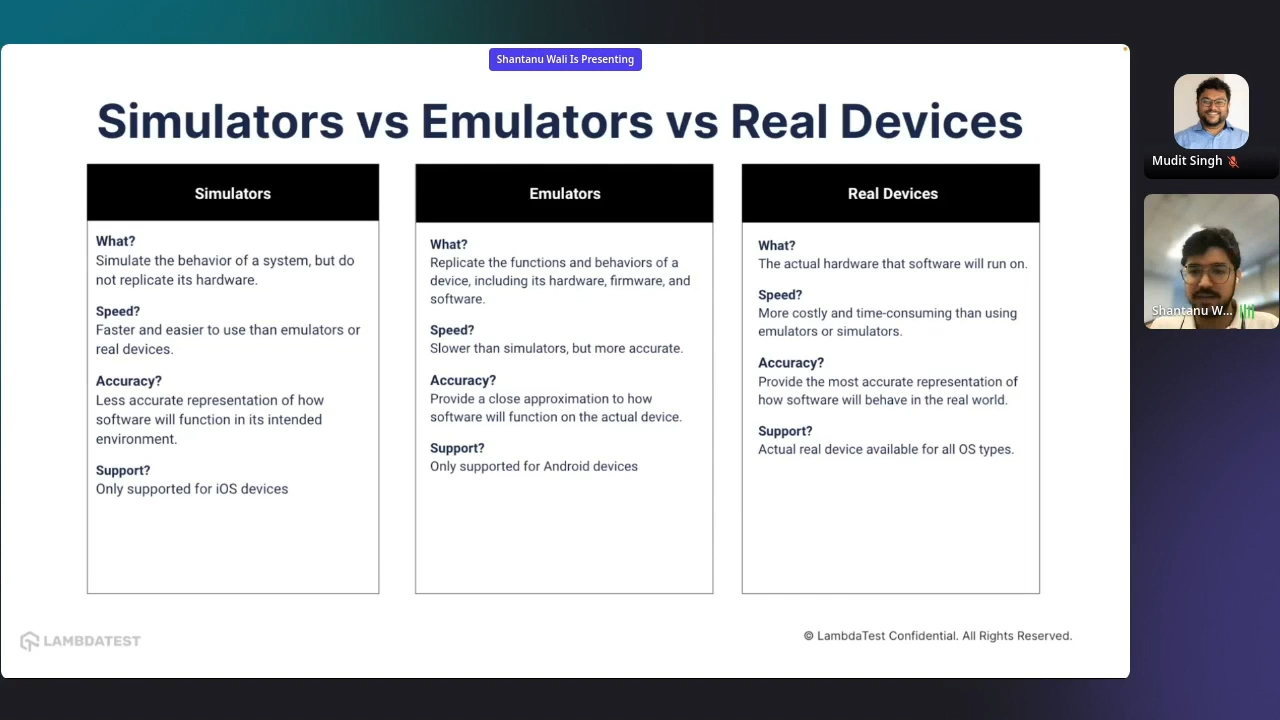 Shantanu Wali Is Presenting
Simulators vs Emulators vs Real Devices
Simulators
What?
Simulate the behavior of a system, but do
not replicate its hardware.
Speed?
Faster and easier to use than emulators or
real devices.
Accuracy?
Less accurate representation of how
software will function in its intended
environment.
Support?
Only supported for iOS devices
Emulators
What?
Replicate the functions and behaviors of a
device, including its hardware, firmware, and
software.
Speed?
Slower than simulators, but more accurate.
Accuracy?
Provide a close approximation to how
software will function on the actual device.
Support?
Only supported for Android devices
Real Devices
What?
The actual hardware that software will run on.
Speed?
More costly and time-consuming than using
emulators or simulators.
Accuracy?
Provide the most accurate representation of
how software will behave in the real world.
Support?
Actual real device available for all OS types.
LAMBDATEST
© LambdaTest Confidential. All Rights Reserved.
Mudit Singh
Shantanu W...